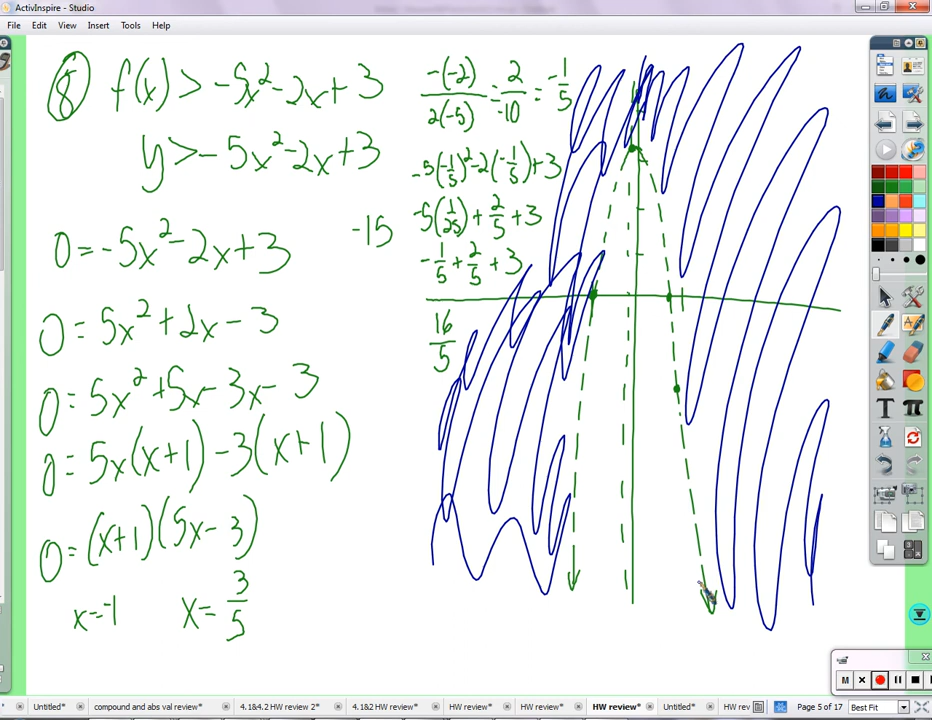 ActivInspire - Studio
File Edit View Insert Tools Help
8 f(x) > -5x² - 2x + 3
y > -5x² - 2x + 3
0 = -5x² - 2x + 3
0 = 5x² + 2x - 3
0 = 5x² + 5x - 3x - 3
0 = 5x(x+1) - 3(x+1)
0 = (x+1)(5x-3)
x = -1 x = 3/5
-15
-(-2)/2(-5) = 2/-10 = -1/5
-5(-1/5)² - 2(-1/5) + 3
-5(1/25) + 2/5 + 3
-1/5 + 2/5 + 3
16/5
T π
M
Untitled* compound and abs val review* 4.1&4.2 HW review 2* 4.1&2 HW review* HW review* HW review* HW review* Untitled* HW rev Page 5 of 17 Best Fit